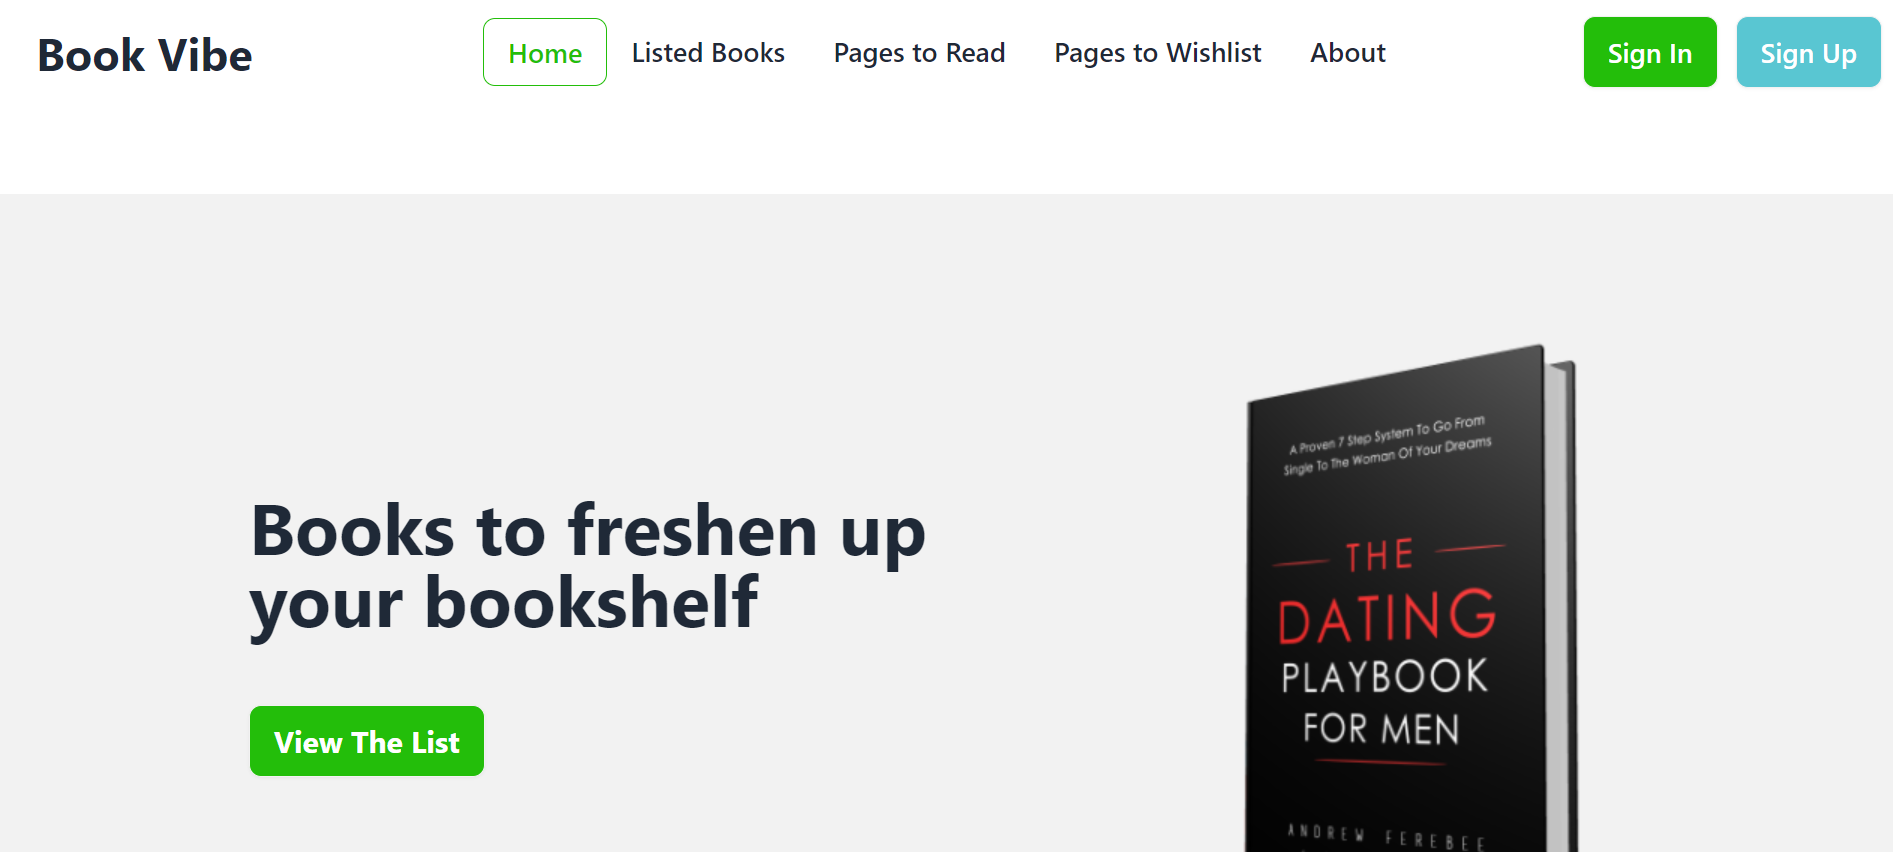 Book Vibe
Home
Listed Books
Pages to Read
Pages to Wishlist
About
Sign In
Sign Up
Books to freshen up
your bookshelf
View The List
A Proven 7 Step System To Go From
Single To The Woman Of Your Dreams
THE
DATING
PLAYBOOK
FOR MEN
ANDREW FEREBEE